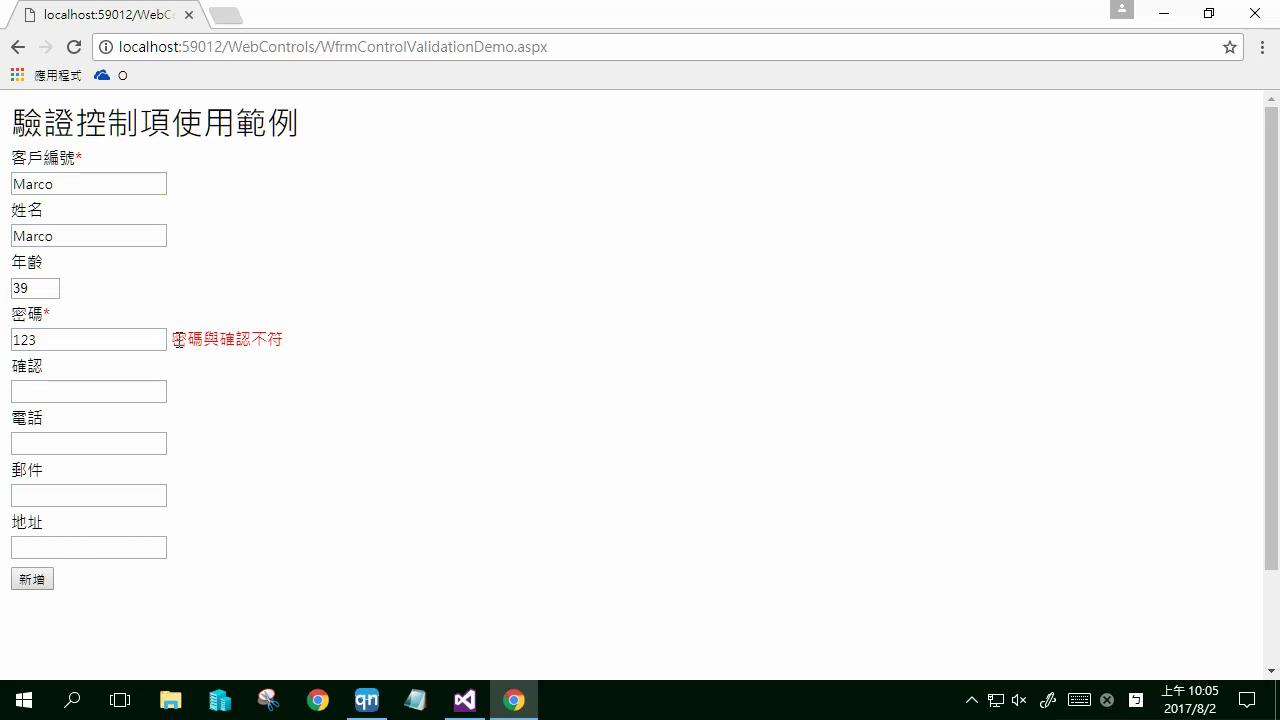 localhost:59012/WebCo
localhost:59012/WebControls/WfrmControlValidationDemo.aspx
應用程式
O
驗證控制項使用範例
客戶編號*
Marco
姓名
Marco
年齡
39
密碼*
123
密碼與確認不符
確認
電話
郵件
地址
新增
qn
上午 10:05
2017/8/2